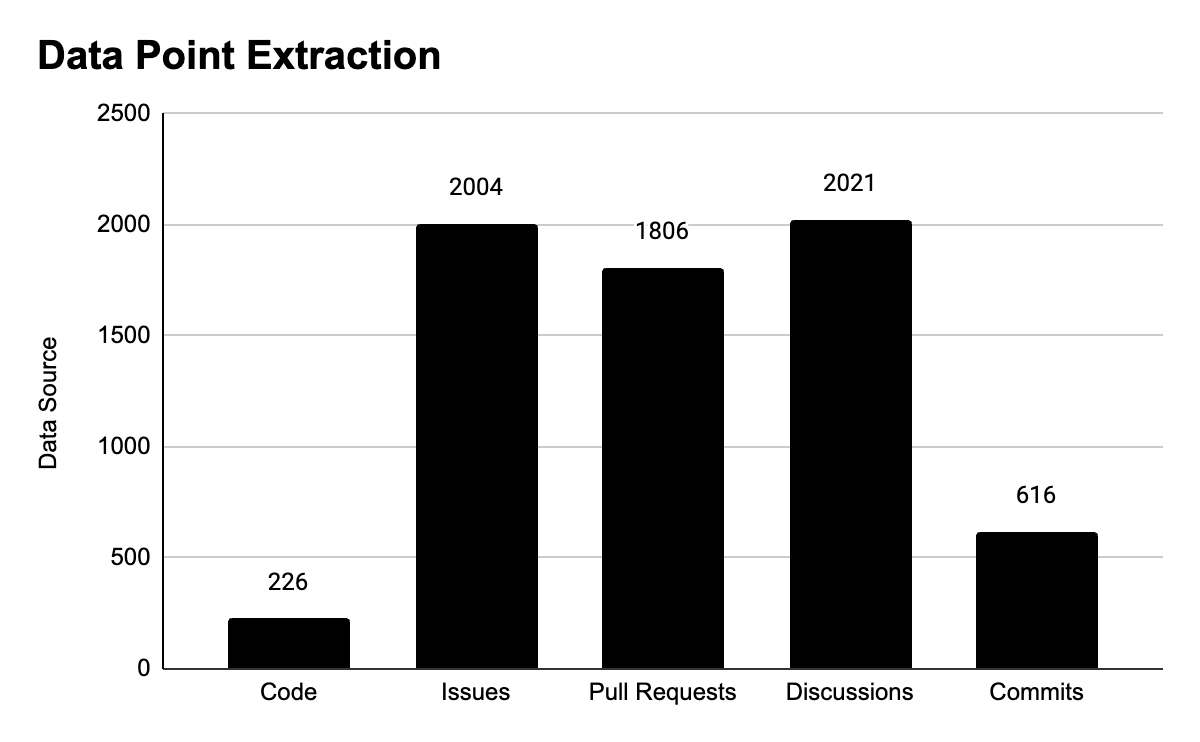 Data Point Extraction
2500
2000
1500
1000
500
0
Data Source
226
2004
1806
2021
616
Code
Issues
Pull Requests
Discussions
Commits